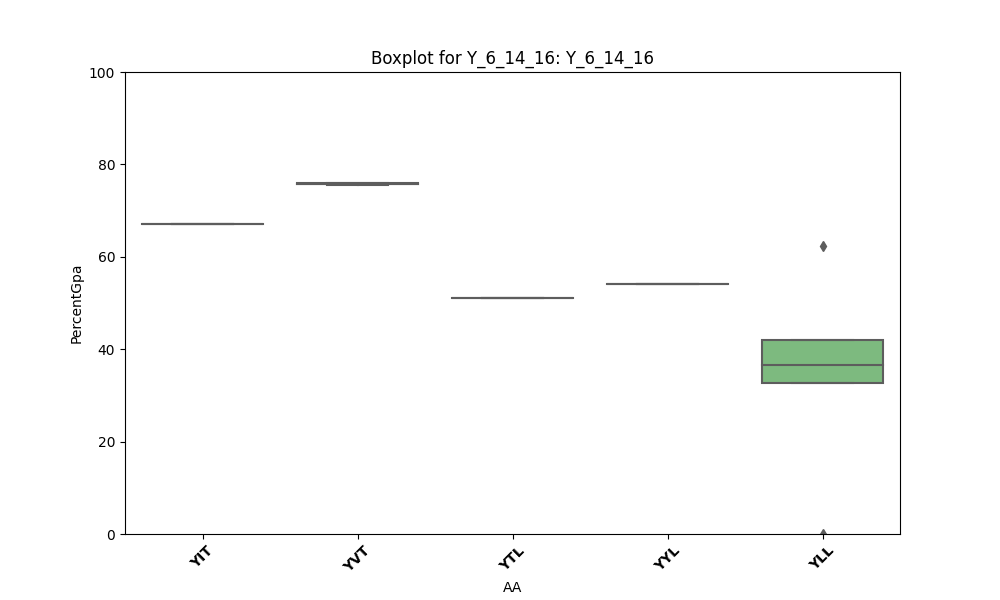 Boxplot for Y_6_14_16: Y_6_14_16
100
80
60
40
20
0
PercentGpa
YIT
YVT
YTL
YYL
YLL
AA